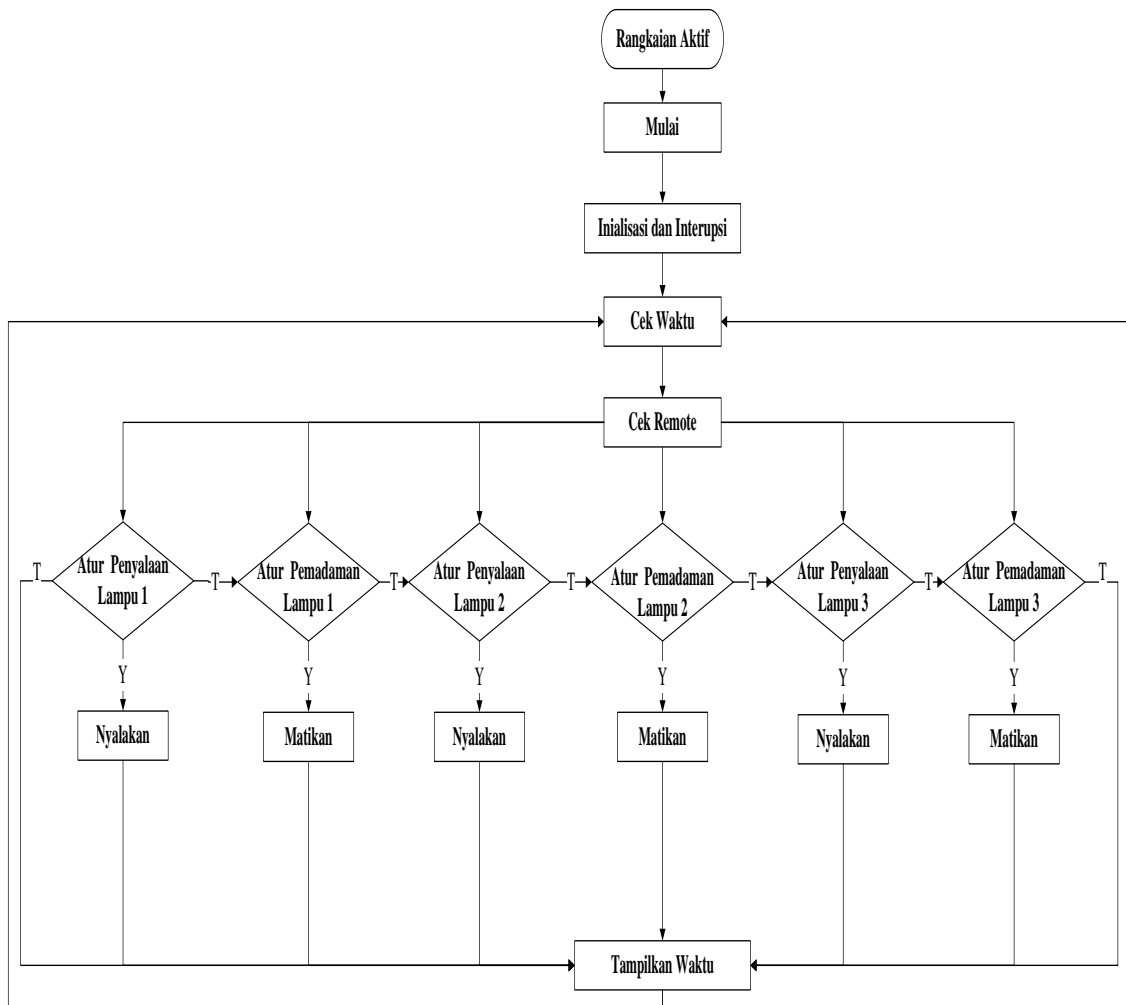 Rangkaian Aktif
Mulai
Inialisasi dan Interupsi
Cek Waktu
Cek Remote
T
Atur Penyalaan
Lampu 1
T
Atur Pemadaman
Lampu 1
T
Atur Penyalaan
Lampu 2
T
Atur Pemadaman
Lampu 2
T
Atur Penyalaan
Lampu 3
T
Atur Pemadaman
Lampu 3
T
Y
Y
Y
Y
Y
Y
Nyalakan
Matikan
Nyalakan
Matikan
Nyalakan
Matikan
Tampilkan Waktu